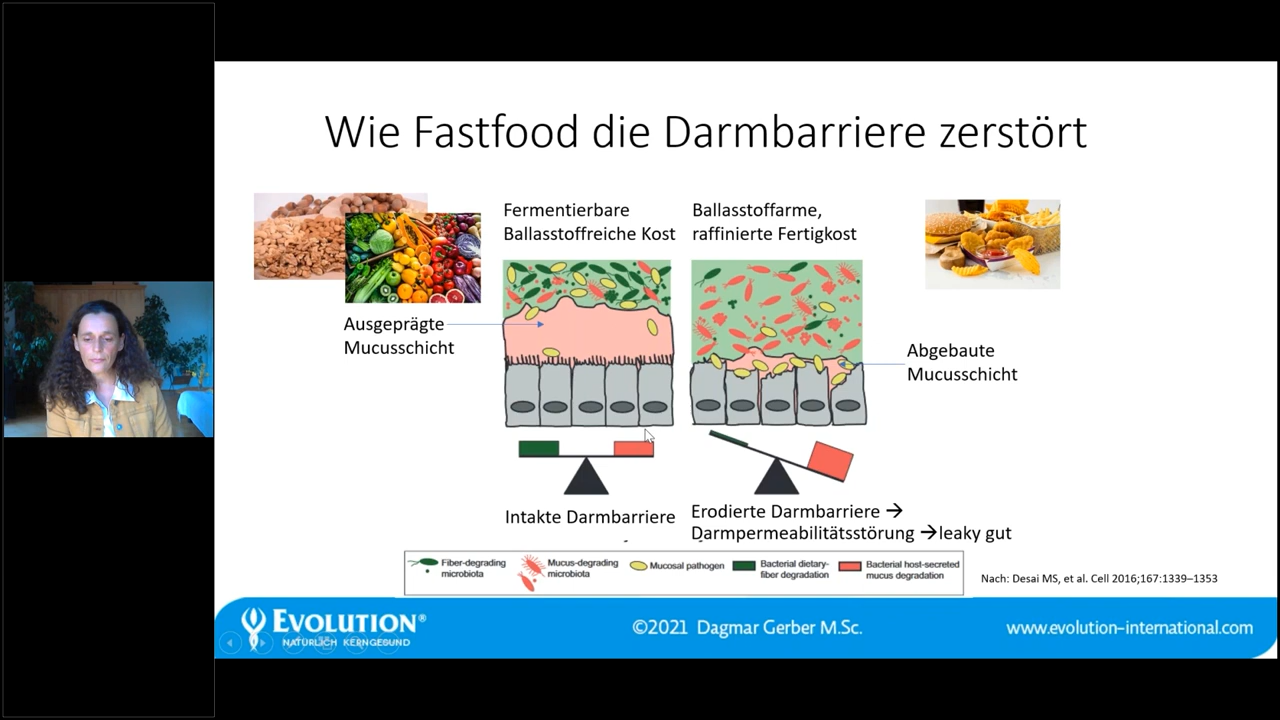 Wie Fastfood die Darmbarriere zerstört
Fermentierbare
Ballasstoffreiche Kost
Ballasstoffarme,
raffinierte Fertigkost
Ausgeprägte
Mucusschicht
Abgebaute
Mucusschicht
Intakte Darmbarriere
Erodierte Darmbarriere →
Darmpermeabilitätsstörung →leaky gut
Fiber-degrading
microbiota
Mucus-degrading
microbiota
Mucosal pathogen
Bacterial dietary-
fiber degradation
Bacterial host-secreted
mucus degradation
Nach: Desai MS, et al. Cell 2016;167:1339–1353
EVOLUTION®
NATÜRLICH KERNGESUND
©2021 Dagmar Gerber M.Sc.
www.evolution-international.com